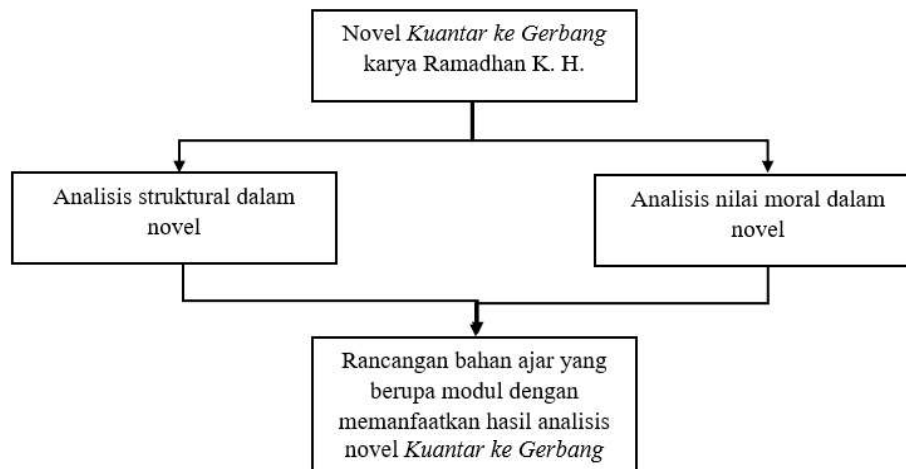 Novel Kuantar ke Gerbang
karya Ramadhan K. H.
Analisis struktural dalam
novel
Analisis nilai moral dalam
novel
Rancangan bahan ajar yang
berupa modul dengan
memanfaatkan hasil analisis
novel Kuantar ke Gerbang